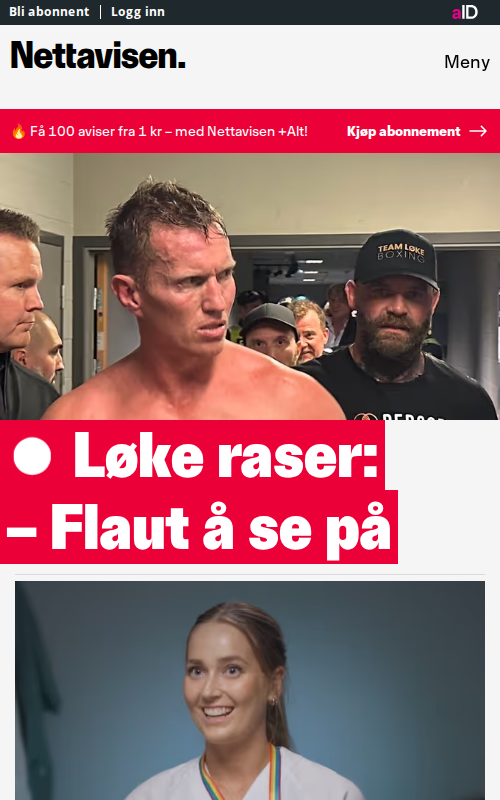 Bli abonnent
Logg inn
aID
Nettavisen.
Meny
🔥 Få 100 aviser fra 1 kr – med Nettavisen +Alt!
Kjøp abonnement →
TEAM LØKE
BOXING
Løke raser:
– Flaut å se på